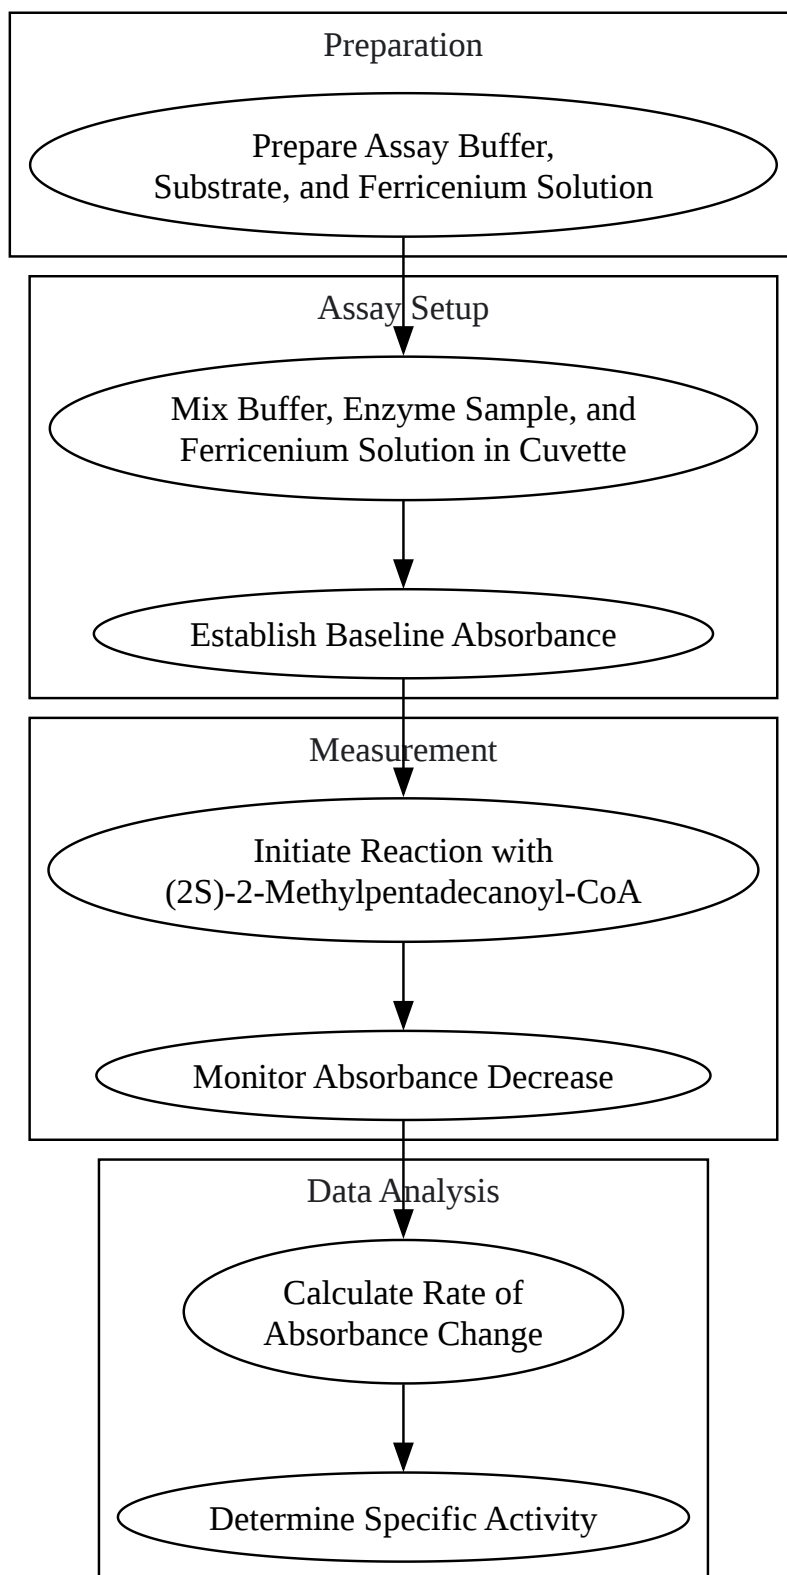 Preparation
Prepare Assay Buffer,
Substrate, and Ferricenium Solution
Assay Setup
Mix Buffer, Enzyme Sample, and
Ferricenium Solution in Cuvette
Establish Baseline Absorbance
Measurement
Initiate Reaction with
(2S)-2-Methylpentadecanoyl-CoA
Monitor Absorbance Decrease
Data Analysis
Calculate Rate of
Absorbance Change
Determine Specific Activity